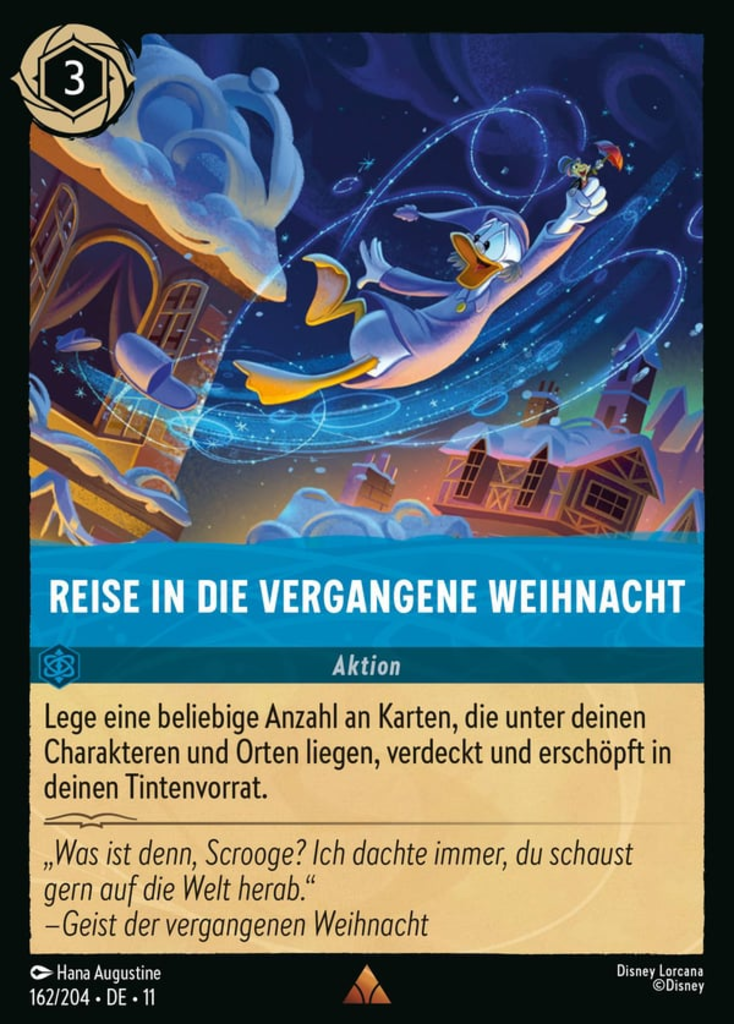 3
REISE IN DIE VERGANGENE WEIHNACHT
Aktion
Lege eine beliebige Anzahl an Karten, die unter deinen
Charakteren und Orten liegen, verdeckt und erschöpft in
deinen Tintenvorrat.
„Was ist denn, Scrooge? Ich dachte immer, du schaust
gern auf die Welt herab.“
–Geist der vergangenen Weihnacht
Hana Augustine
162/204 • DE • 11
Disney Lorcana
©Disney